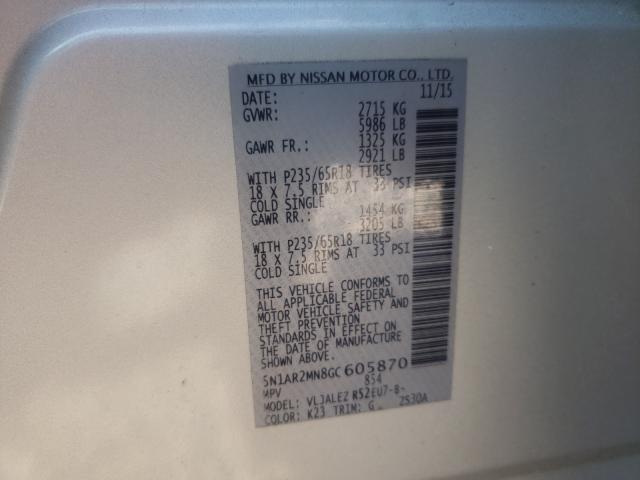 MFD BY NISSAN MOTOR CO., LTD.
DATE: 11/15
GVWR: 2715 KG
5986 LB
GAWR FR.: 1325 KG
2921 LB
WITH P235/65R18 TIRES
18 X 7.5 RIMS AT 33 PSI
COLD SINGLE
GAWR RR.: 1454 KG
3205 LB
WITH P235/65R18 TIRES
18 X 7.5 RIMS AT 33 PSI
COLD SINGLE
THIS VEHICLE CONFORMS TO
ALL APPLICABLE FEDERAL
MOTOR VEHICLE SAFETY AND
THEFT PREVENTION
STANDARDS IN EFFECT ON
SHOWN ABOVE.
5N1AR2MN8GC605870
MPV 854
MODEL: VLJALEZ R52EU7-B-
COLOR: K23 TRIM: G 2S30A